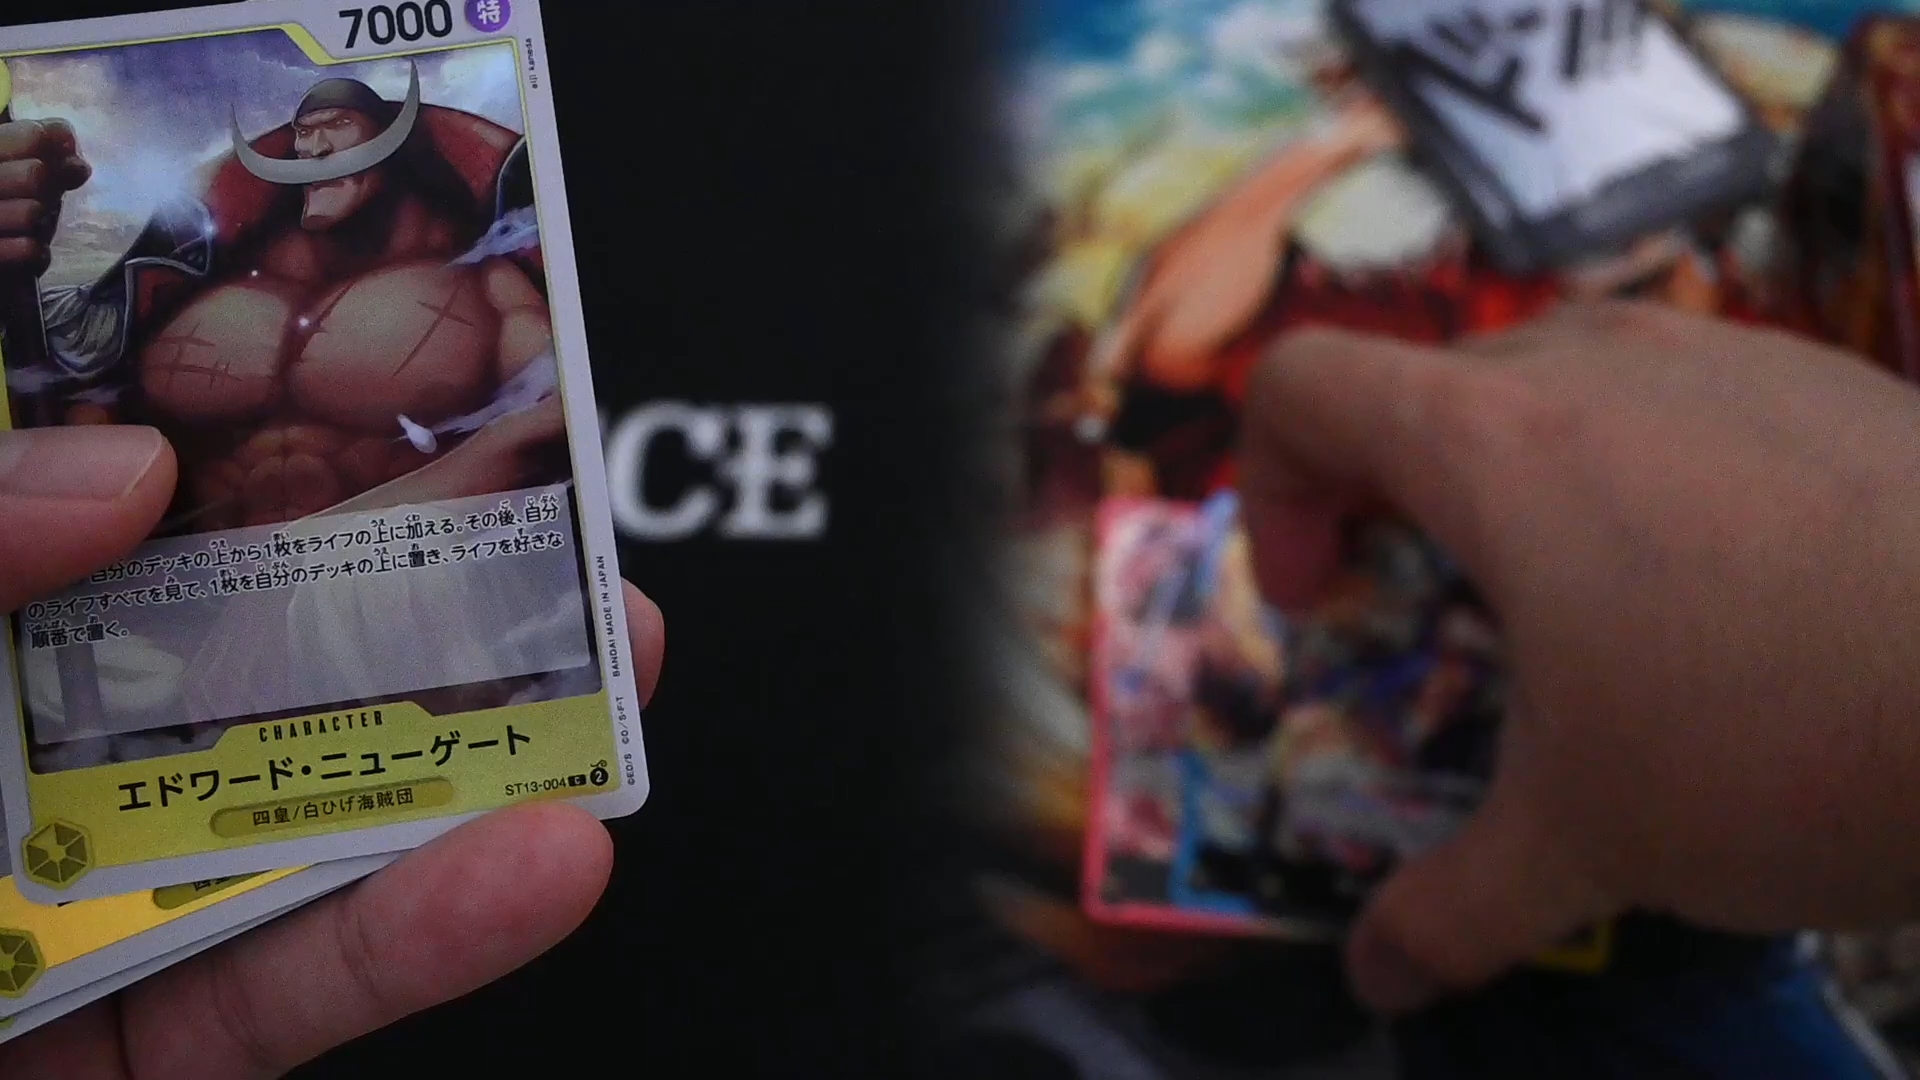 7000 特
eiji kaneda
自分のデッキの上から1枚をライフの上に加える。その後、自分
のライフすべてを見て、1枚を自分のデッキの上に置き、ライフを好きな
順番で置く。
CHARACTER
エドワード・ニューゲート
四皇/白ひげ海賊団
ST13-004 C 2
©E.O/S ©O/S・F・T BANDAI MADE IN JAPAN
CE